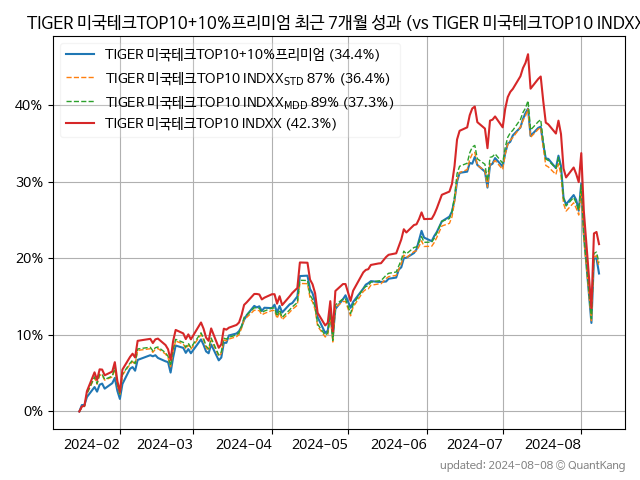 TIGER 미국테크TOP10+10%프리미엄 최근 7개월 성과 (vs TIGER 미국테크TOP10 INDXX
TIGER 미국테크TOP10+10%프리미엄 (34.4%)
TIGER 미국테크TOP10 INDXXSTD 87% (36.4%)
TIGER 미국테크TOP10 INDXXMDD 89% (37.3%)
TIGER 미국테크TOP10 INDXX (42.3%)
40%
30%
20%
10%
0%
2024-02 2024-03 2024-04 2024-05 2024-06 2024-07 2024-08
updated: 2024-08-08 © QuantKang